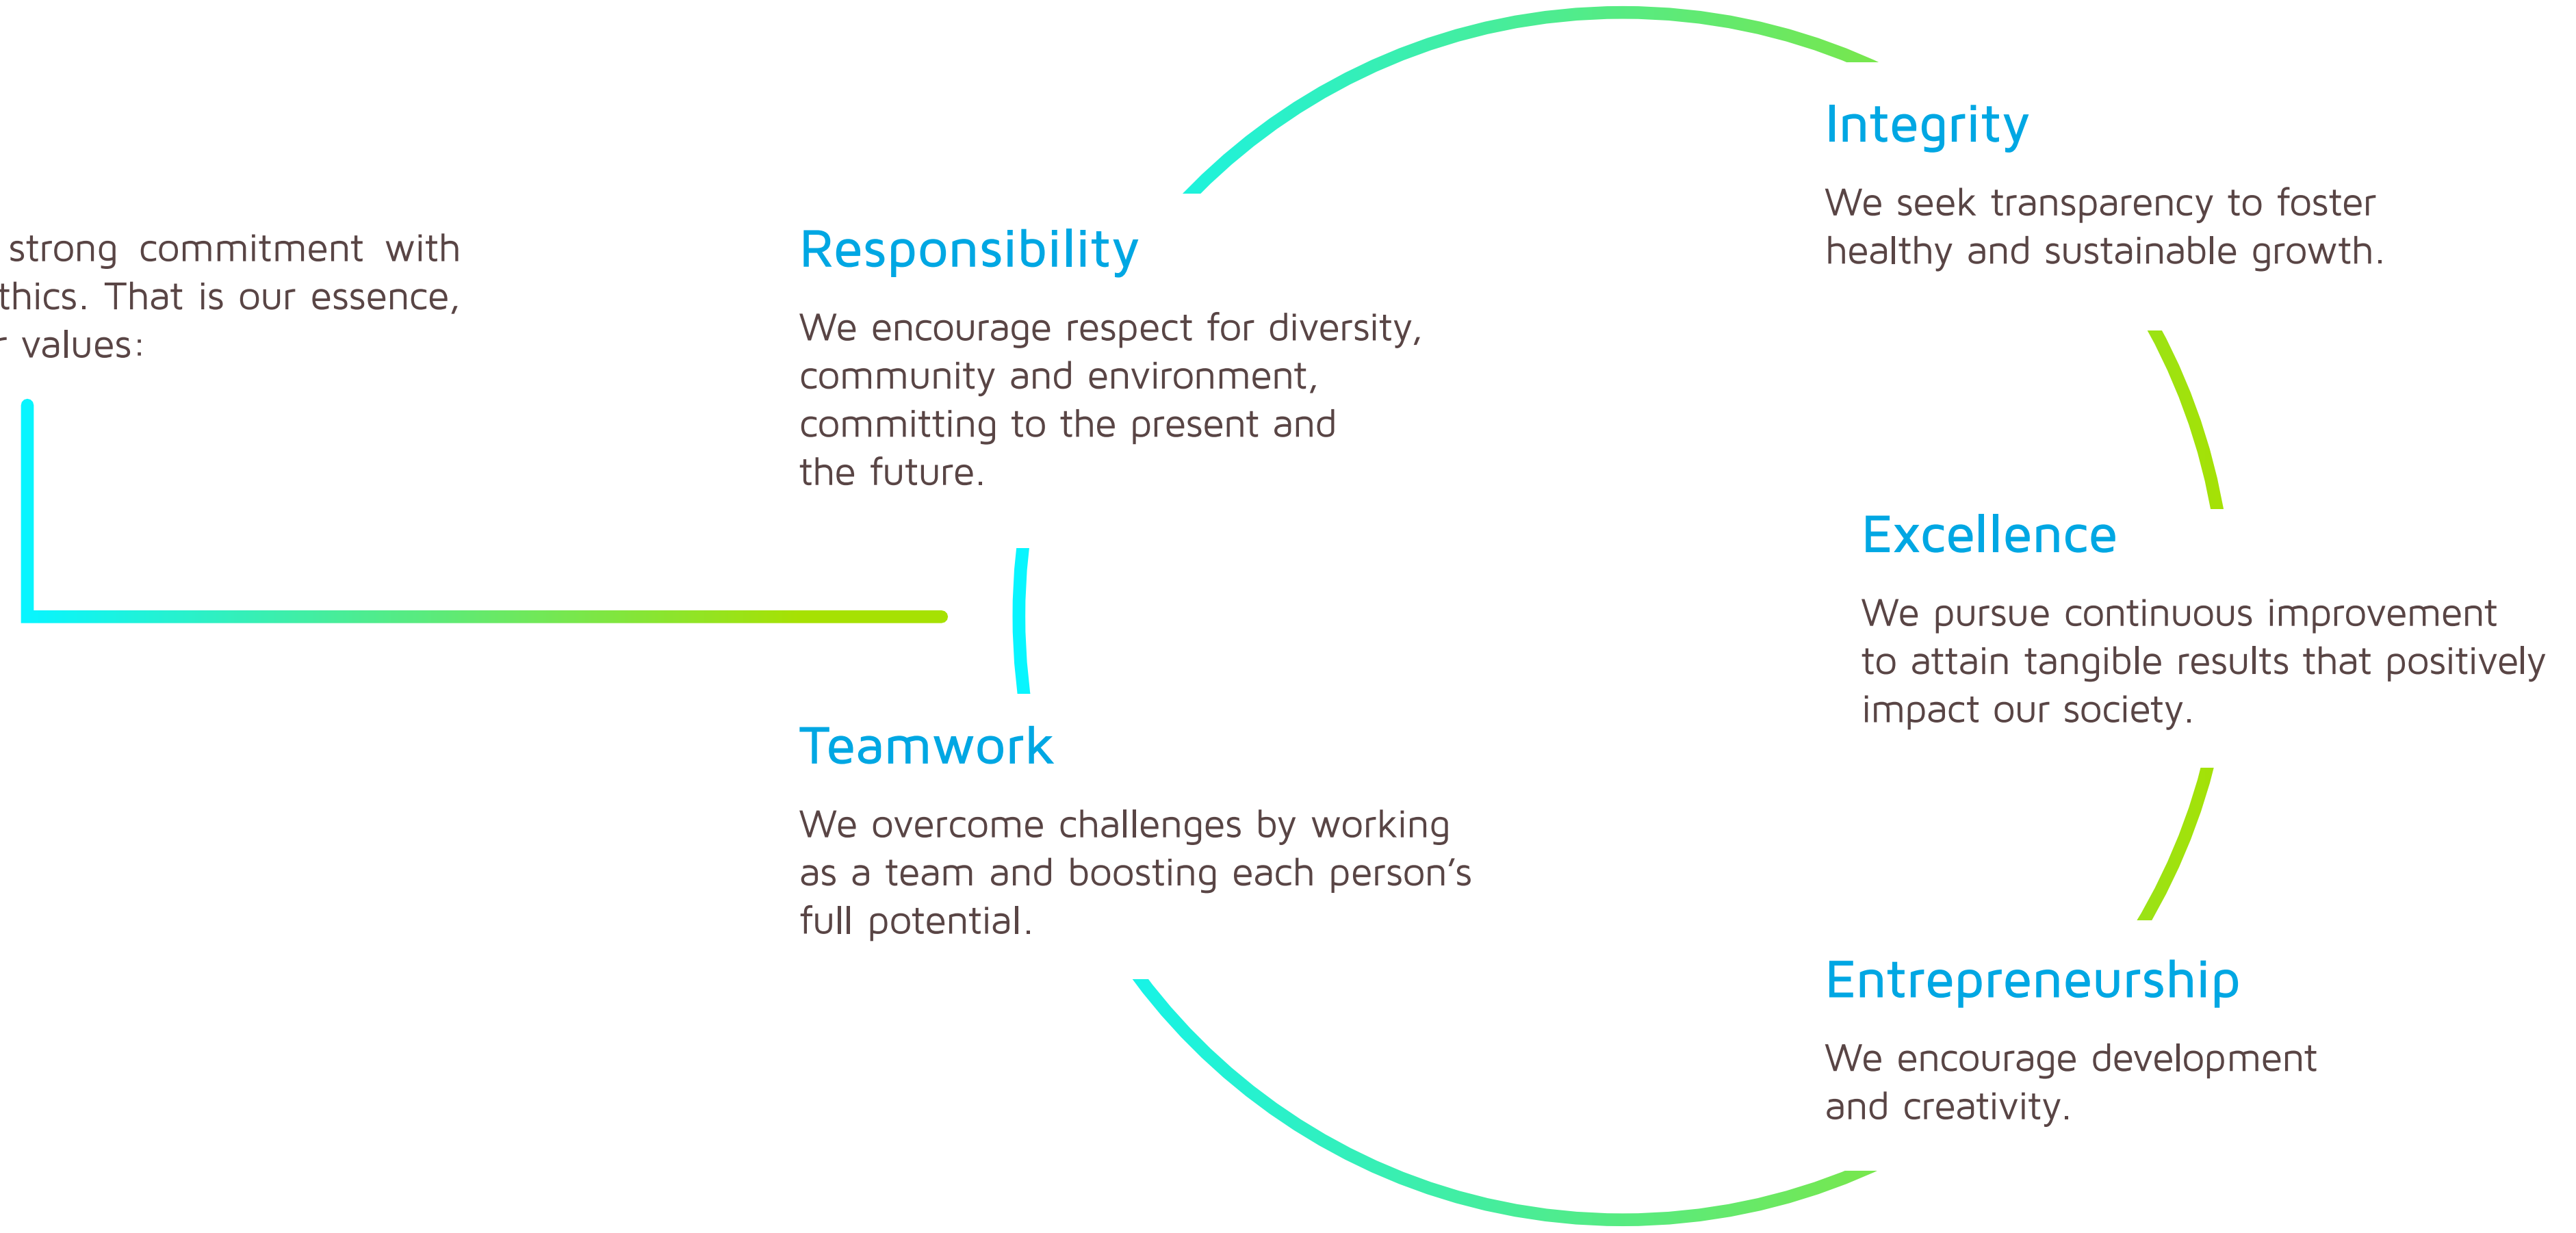 strong commitment with
That is our essence,
values:
Responsibility
We encourage respect for diversity,
community and environment,
committing to the present and
the future.
Teamwork
We overcome challenges by working
as a team and boosting each person’s
full potential.
Integrity
We seek transparency to foster
healthy and sustainable growth.
Excellence
We pursue continuous improvement
to attain tangible results that positively
impact our society.
Entrepreneurship
We encourage development
and creativity.